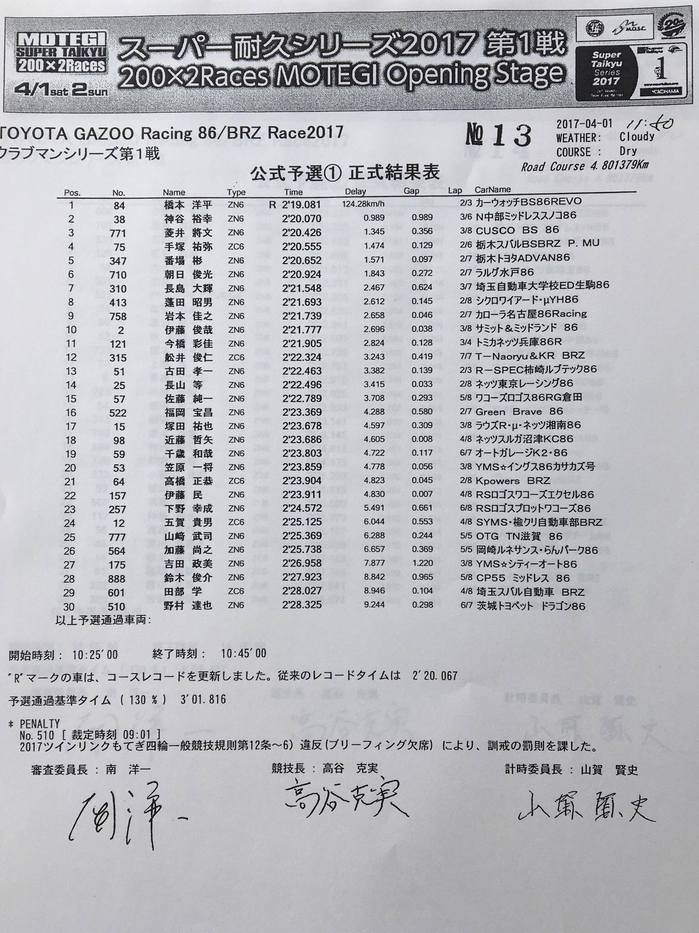 MOTEGI
SUPER TAIKYU
200×2Races
4/1sat 2sun
スーパー耐久シリーズ2017 第1戦
200×2Races MOTEGI Opening Stage
Super
Taikyu
Series
2017
1
YOKOHAMA
TOYOTA GAZOO Racing 86/BRZ Race2017
クラブマンシリーズ第1戦
№ 13
2017-04-01 11:50
WEATHER: Cloudy
COURSE : Dry
Road Course 4.801379Km
公式予選① 正式結果表
Pos. No. Name Type Time Delay Gap Lap CarName
1 84 橋本 洋平 ZN6 R 2'19.081 124.28km/h 2/3 カーウォッチBS86REVO
2 38 神谷 裕幸 ZN6 2'20.070 0.989 0.989 3/6 N中部ミッドレススノコ86
3 771 菱井 將文 ZN6 2'20.426 1.345 0.356 3/8 CUSCO BS 86
4 75 手塚 祐弥 ZC6 2'20.555 1.474 0.129 2/6 栃木スバルBSBRZ P. MU
5 347 番場 彬 ZN6 2'20.652 1.571 0.097 2/7 栃木トヨタADVAN86
6 710 朝日 俊光 ZN6 2'20.924 1.843 0.272 2/7 ラルグ水戸86
7 310 長島 大輝 ZN6 2'21.548 2.467 0.624 3/7 埼玉自動車大学校ED生駒86
8 413 蓬田 昭男 ZN6 2'21.693 2.612 0.145 2/8 シクロワイアード・μYH86
9 758 岩本 佳之 ZN6 2'21.739 2.658 0.046 2/7 カローラ名古屋86Racing
10 2 伊藤 俊哉 ZN6 2'21.777 2.696 0.038 3/8 サミット&ミッドランド 86
11 121 今橋 彩佳 ZN6 2'21.905 2.824 0.128 3/4 トミカネッツ兵庫86R
12 315 舩井 俊仁 ZC6 2'22.324 3.243 0.419 7/7 T－Naoryu&KR BRZ
13 51 古田 孝一 ZN6 2'22.463 3.382 0.139 2/3 R－SPEC柿崎ルブテック86
14 25 長山 等 ZN6 2'22.496 3.415 0.033 2/8 ネッツ東京レーシング86
15 57 佐藤 純一 ZN6 2'22.789 3.708 0.293 5/8 ワコーズロゴス86RG倉田
16 522 福岡 宝昌 ZN6 2'23.369 4.288 0.580 2/7 Green Brave 86
17 15 塚田 祐也 ZN6 2'23.678 4.597 0.309 3/8 ラウズR・μ・ネッツ湘南86
18 98 近藤 哲矢 ZN6 2'23.686 4.605 0.008 4/8 ネッツスルガ沼津KC86
19 59 千歳 和哉 ZN6 2'23.803 4.722 0.117 6/7 オートガレージK2・86
20 53 笠原 一将 ZN6 2'23.859 4.778 0.056 3/8 YMS☆イングス86カサカズ号
21 64 高橋 正恭 ZC6 2'23.904 4.823 0.045 2/8 Kpowers BRZ
22 157 伊藤 民 ZN6 2'23.911 4.830 0.007 4/8 RSロゴスワコーズエクセル86
23 257 下野 幸成 ZN6 2'24.572 5.491 0.661 6/8 RSロゴスプロットワコーズ86
24 12 五賀 貴男 ZC6 2'25.125 6.044 0.553 4/8 SYMS・楡クリ自動車部BRZ
25 777 山﨑 武司 ZN6 2'25.369 6.288 0.244 5/5 OTG TN滋賀 86
26 564 加藤 尚之 ZN6 2'25.738 6.657 0.369 5/5 岡崎ルネサンス・らんパーク86
27 175 吉田 政美 ZN6 2'26.958 7.877 1.220 3/8 YMS☆シティーオート86
28 888 鈴木 俊介 ZN6 2'27.923 8.842 0.965 5/8 CP55 ミッドレス 86
29 601 田部 学 ZC6 2'28.027 8.946 0.104 4/8 埼玉スバル自動車 BRZ
30 510 野村 達也 ZN6 2'28.325 9.244 0.298 6/7 茨城トヨペット ドラゴン86
以上予選通過車両:
開始時刻: 10:25'00 終了時刻: 10:45'00
"R"マークの車は、コースレコードを更新しました。従来のレコードタイムは 2'20.067
予選通過基準タイム ( 130 % ) 3'01.816
* PENALTY
No. 510 [ 裁定時刻 09:01 ]
2017ツインリンクもてぎ四輪一般競技規則第12条～6) 違反(ブリーフィング欠席) により、訓戒の罰則を課した。
審査委員長 : 南 洋一 競技長 : 高谷 克実 計時委員長 : 山賀 賢史
南洋一 高谷克実 山賀賢史